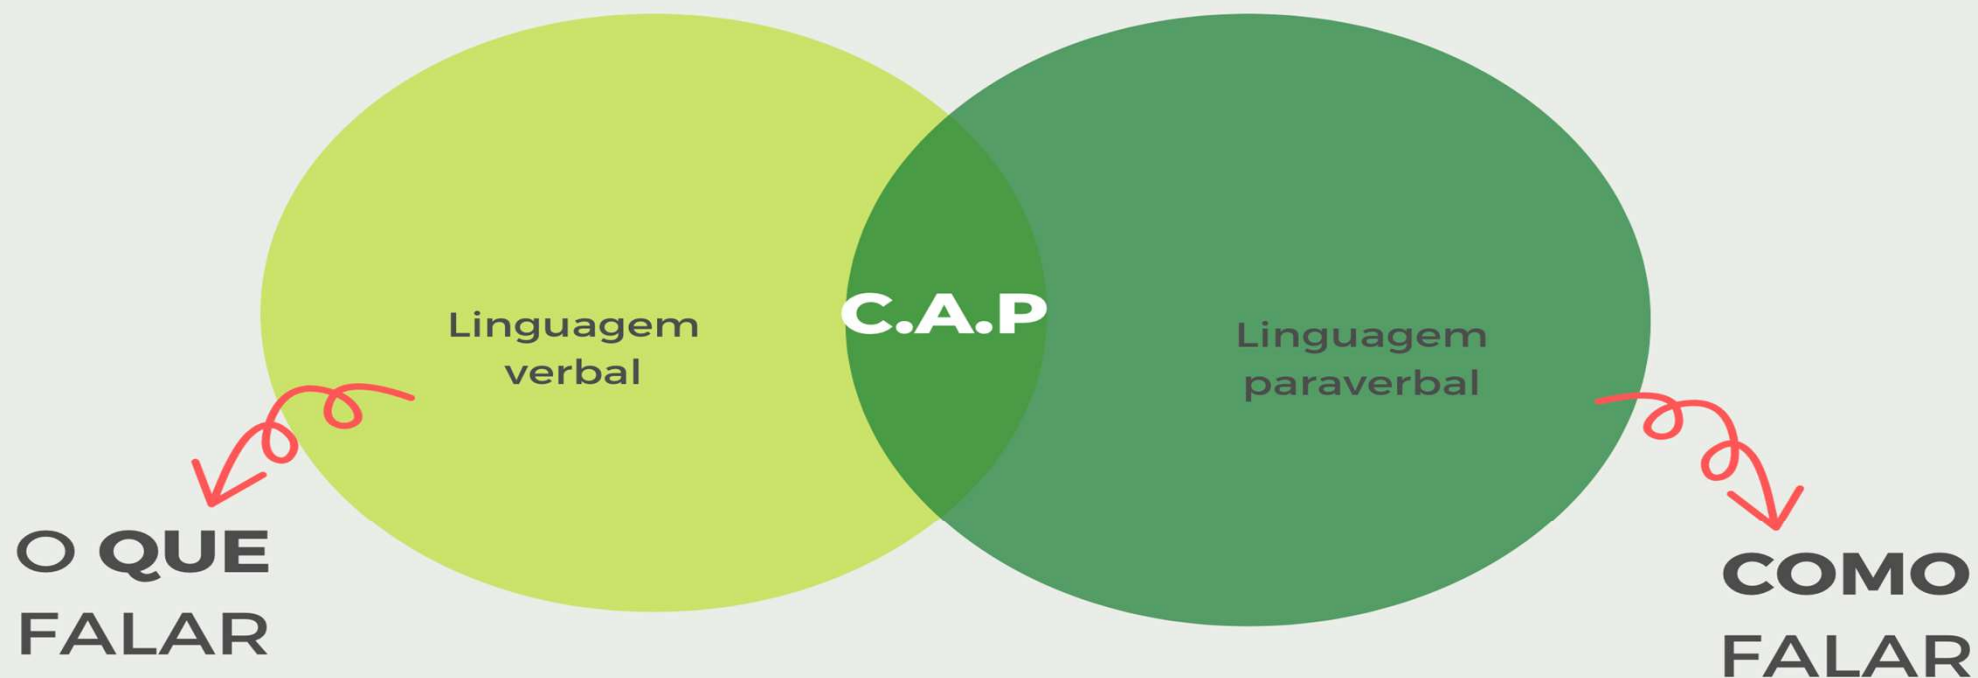 Linguagem
verbal
C.A.P
Linguagem
paraverbal
O QUE
FALAR
COMO
FALAR